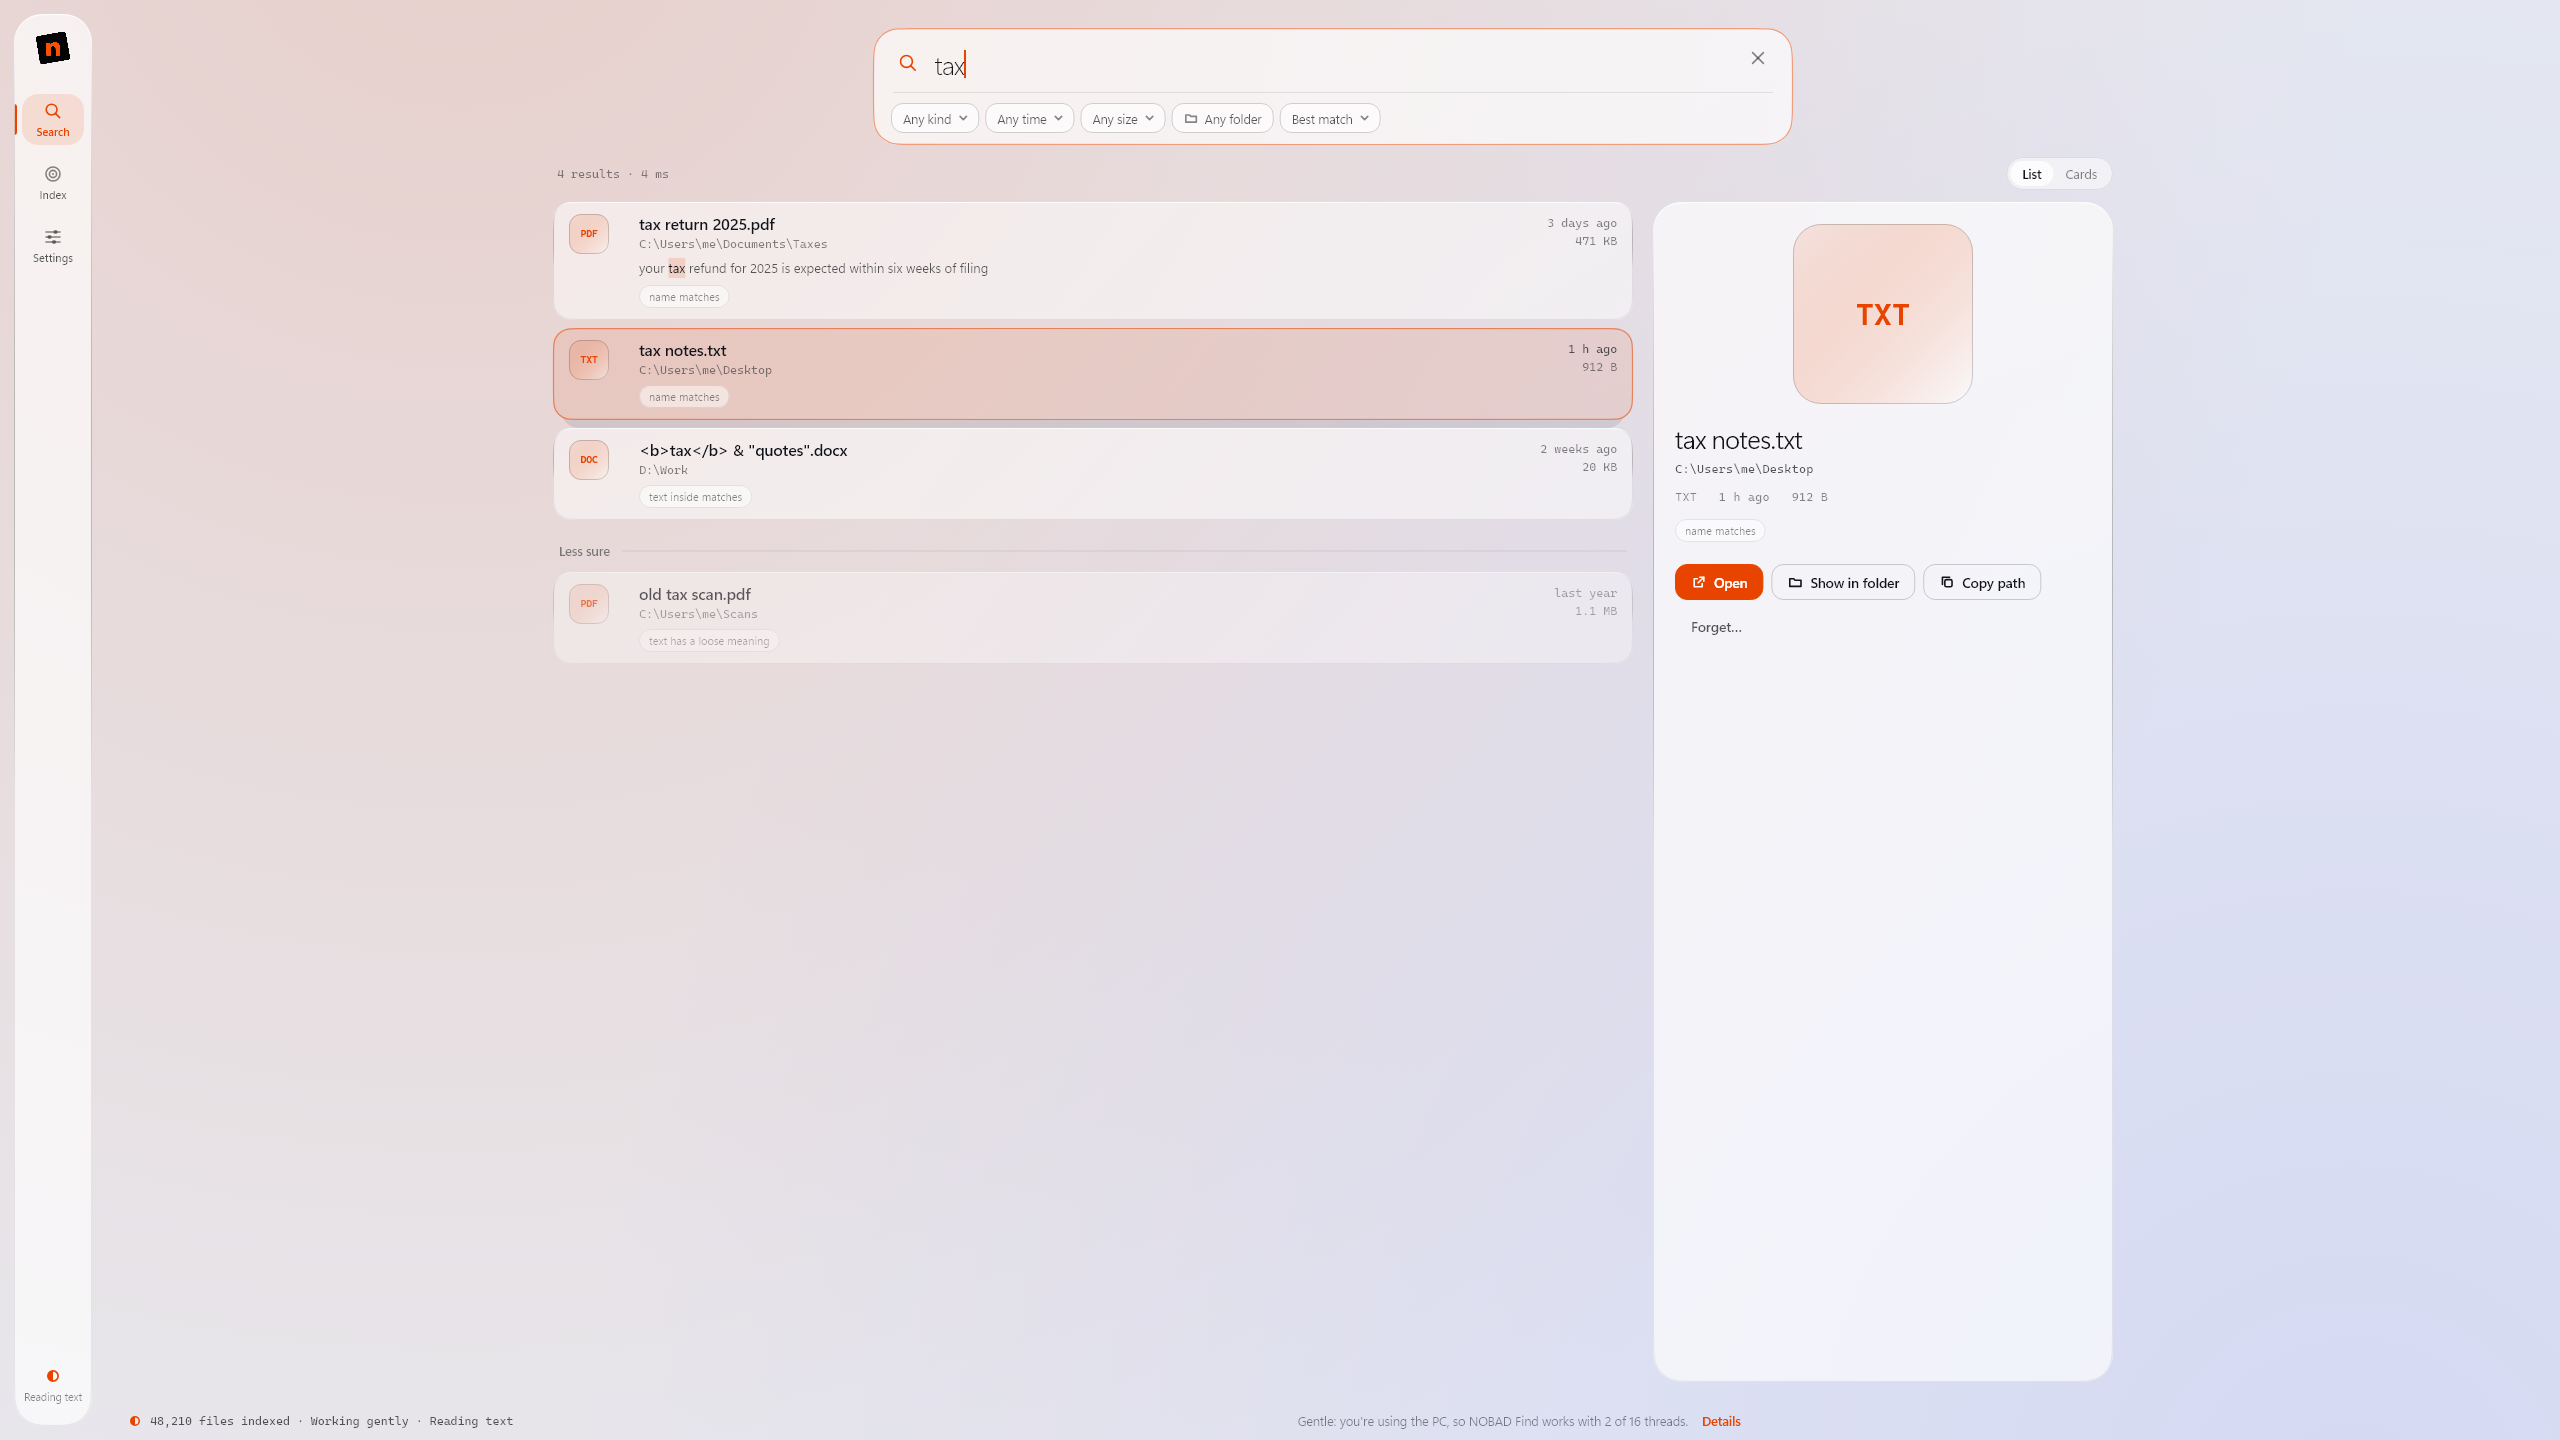 n
Search
Index
Settings
Reading text
tax
Any kind
Any time
Any size
Any folder
Best match
4 results · 4 ms
List
Cards
PDF
tax return 2025.pdf
C:\Users\me\Documents\Taxes
your tax refund for 2025 is expected within six weeks of filing
name matches
3 days ago
471 KB
TXT
tax notes.txt
C:\Users\me\Desktop
name matches
1 h ago
912 B
DOC
<b>tax</b> & "quotes".docx
D:\Work
text inside matches
2 weeks ago
20 KB
Less sure
PDF
old tax scan.pdf
C:\Users\me\Scans
text has a loose meaning
last year
1.1 MB
TXT
tax notes.txt
C:\Users\me\Desktop
TXT 1 h ago 912 B
name matches
Open
Show in folder
Copy path
Forget...
48,210 files indexed · Working gently · Reading text
Gentle: you're using the PC, so NOBAD Find works with 2 of 16 threads. Details